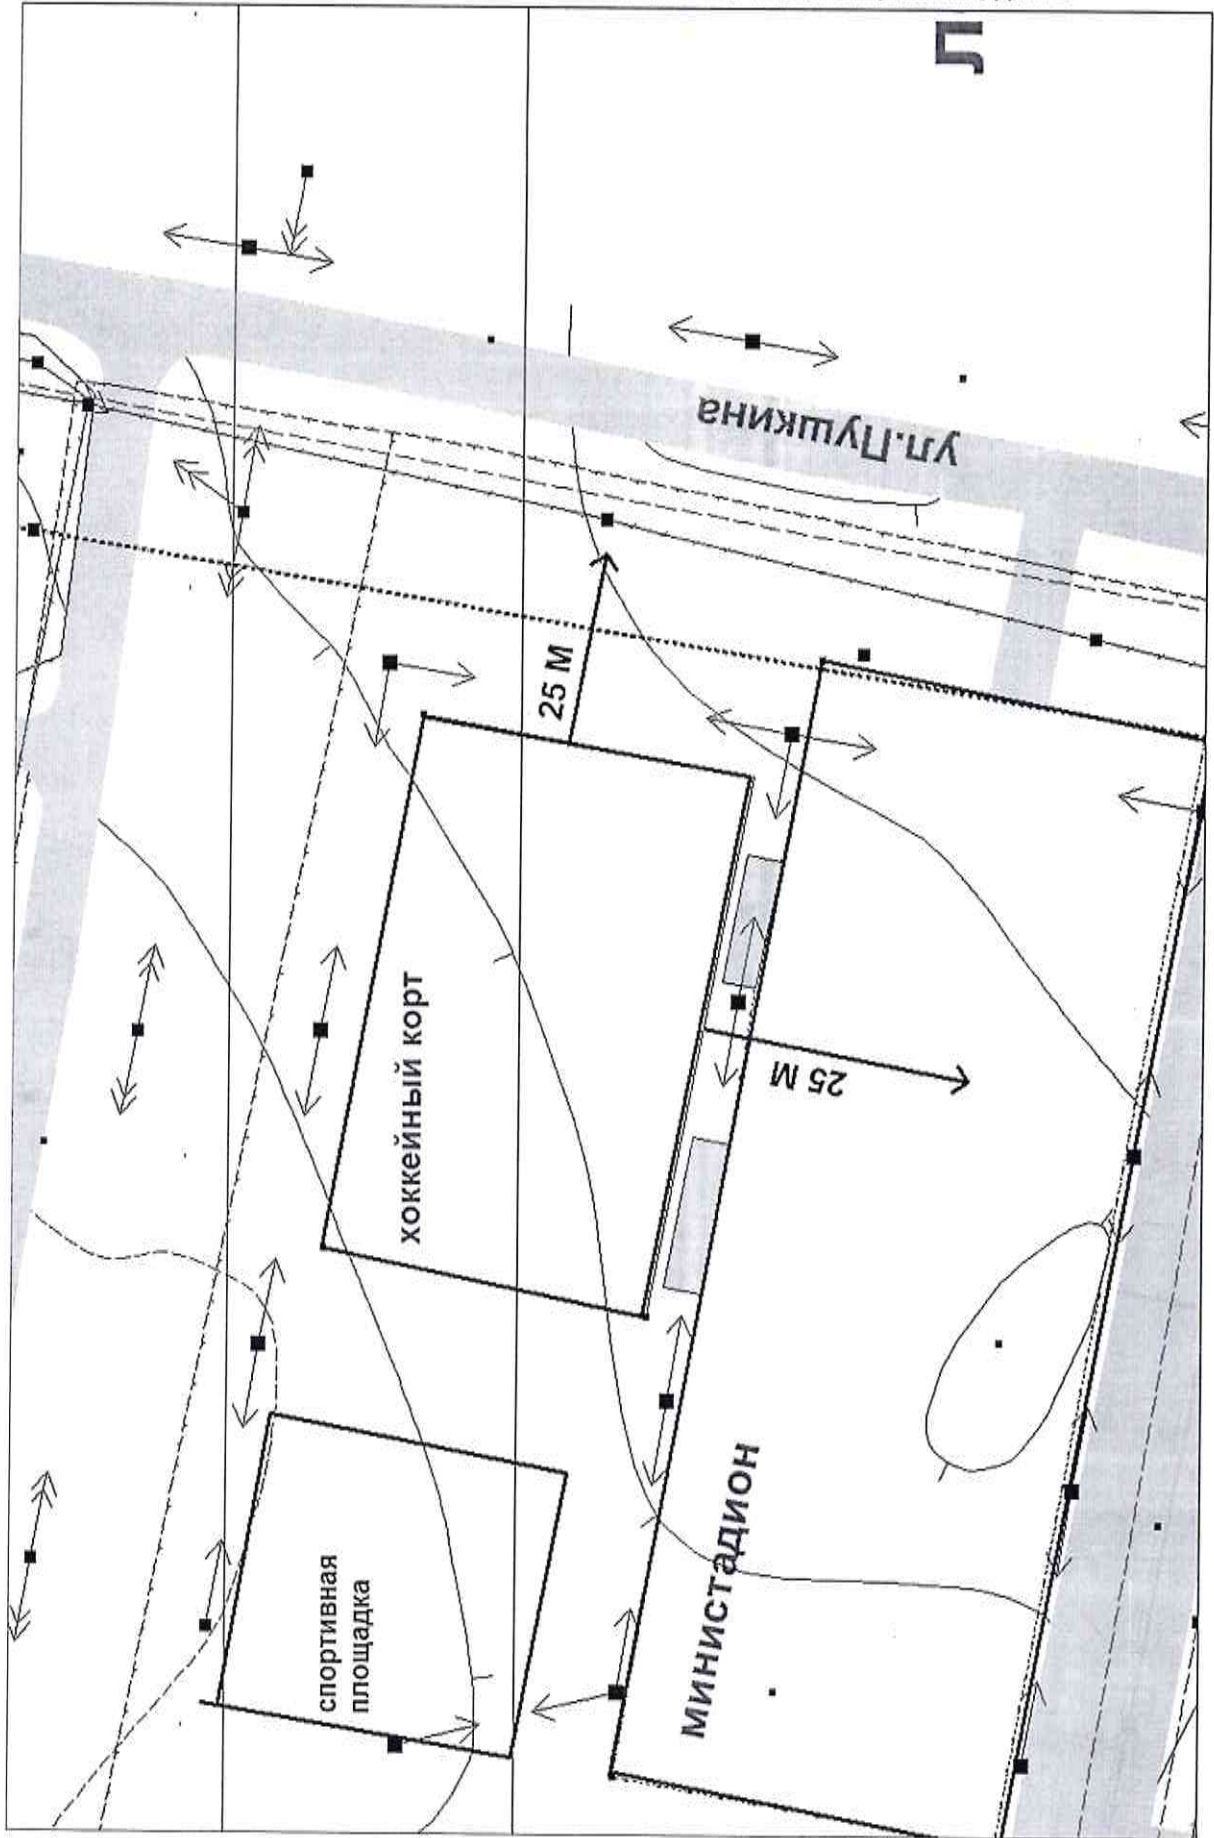 ул.Пушкина
25 М
хоккейный корт
25 М
министадион
спортивная
площадка